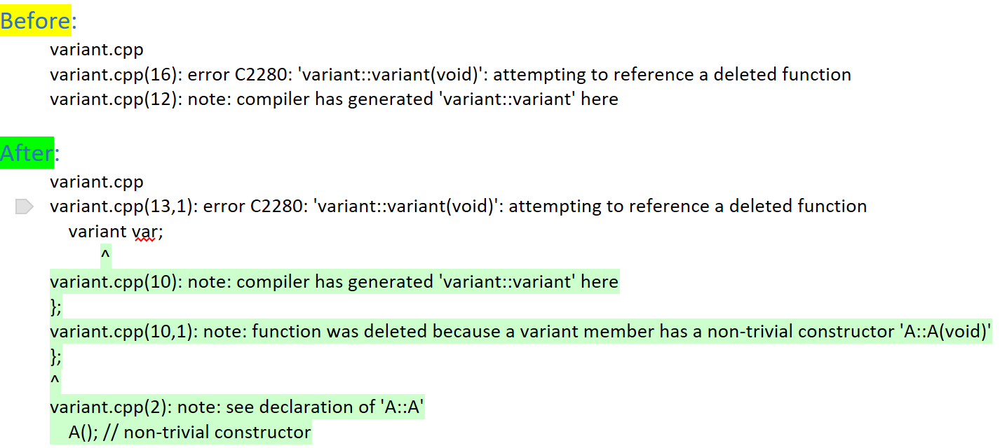 Before:
variant.cpp
variant.cpp(16): error C2280: 'variant::variant(void)': attempting to reference a deleted function
variant.cpp(12): note: compiler has generated 'variant::variant' here
After:
variant.cpp
variant.cpp(13,1): error C2280: 'variant::variant(void)': attempting to reference a deleted function
variant var;
^
variant.cpp(10): note: compiler has generated 'variant::variant' here
};
variant.cpp(10,1): note: function was deleted because a variant member has a non-trivial constructor 'A::A(void)'
};
^
variant.cpp(2): note: see declaration of 'A::A'
A(); // non-trivial constructor